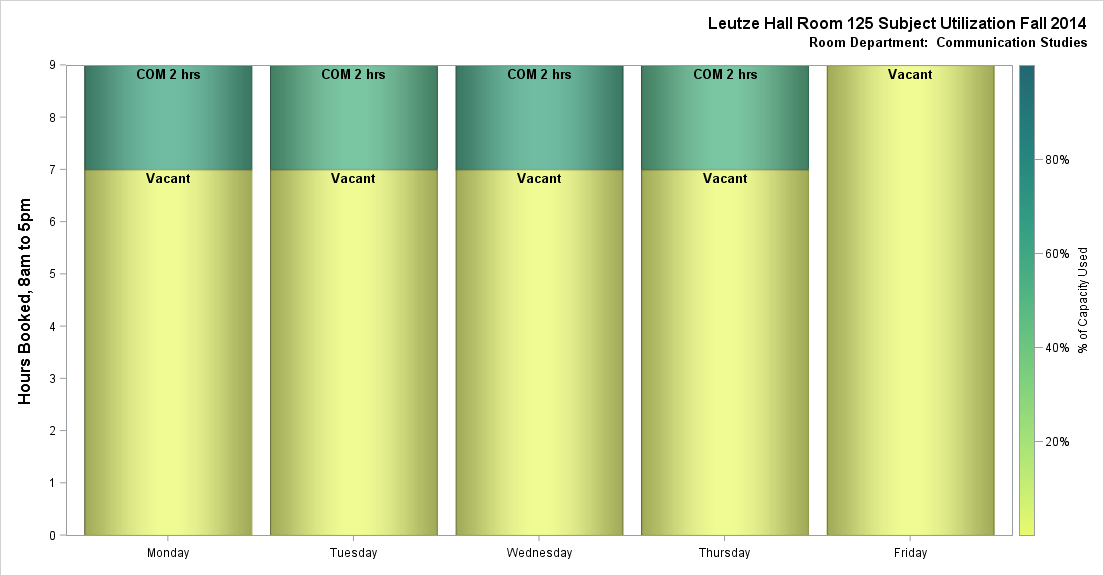 Leutze Hall Room 125 Subject Utilization Fall 2014
Room Department:  Communication Studies
Hours Booked, 8am to 5pm
9
8
7
6
5
4
3
2
1
0
COM 2 hrs
COM 2 hrs
COM 2 hrs
COM 2 hrs
Vacant
Vacant
Vacant
Vacant
Vacant
Monday
Tuesday
Wednesday
Thursday
Friday
80%
60%
40%
20%
% of Capacity Used